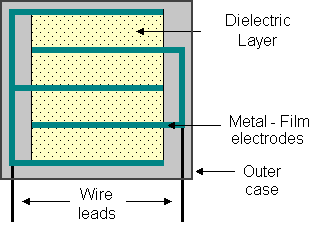 Dielectric
Layer
Metal - Film
electrodes
Outer
case
Wire
leads